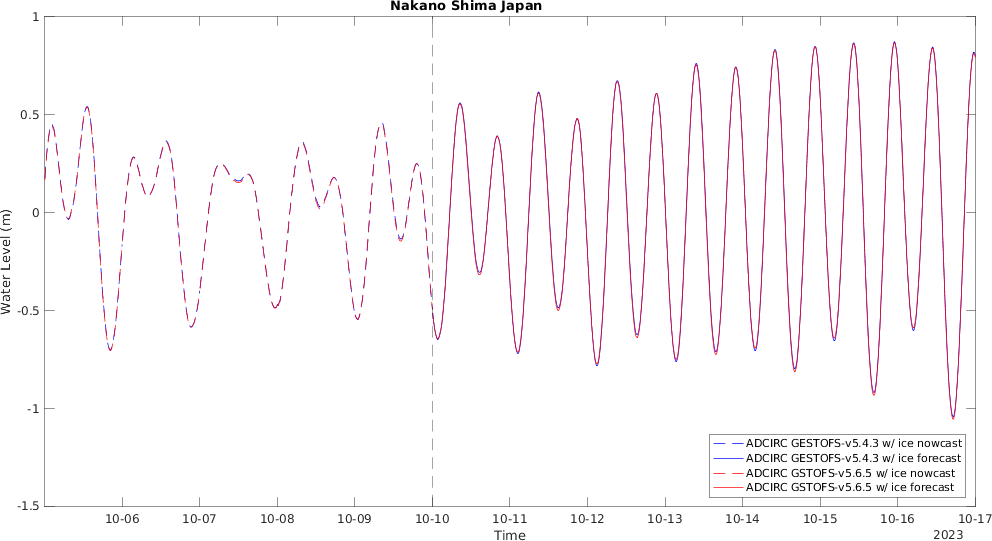 Nakano Shima Japan
1
0.5
0
-0.5
-1
-1.5
Water Level (m)
ADCIRC GESTOFS-v5.4.3 w/ ice nowcast
ADCIRC GESTOFS-v5.4.3 w/ ice forecast
ADCIRC GSTOFS-v5.6.5 w/ ice nowcast
ADCIRC GSTOFS-v5.6.5 w/ ice forecast
10-06 10-07 10-08 10-09 10-10 10-11 10-12 10-13 10-14 10-15 10-16 10-17
Time
2023